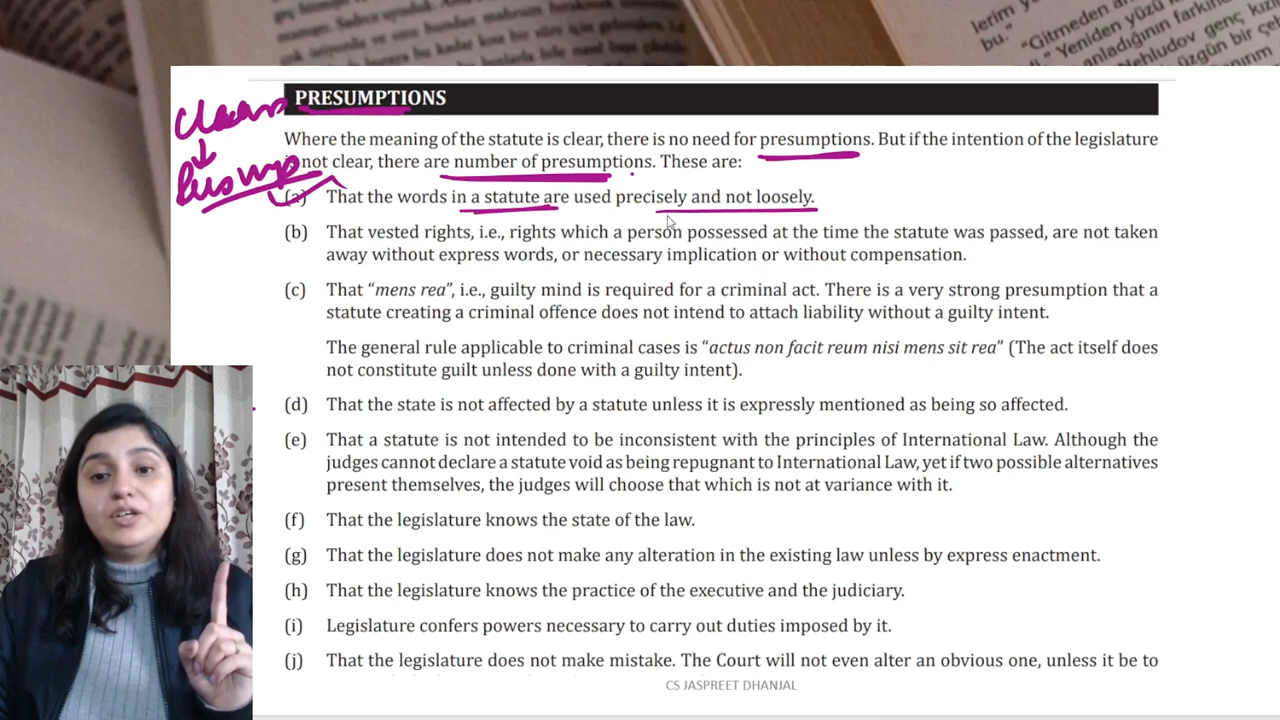 lerim y
bu."
"Gitmeden
Yeniden yüzü
anladığının farkın
Nehludov genç kızı
üzgün bir
PRESUMPTIONS
Where the meaning of the statute is clear, there is no need for presumptions. But if the intention of the legislature
not clear, there are number of presumptions. These are:
(a) That the words in a statute are used precisely and not loosely.
(b) That vested rights, i.e., rights which a person possessed at the time the statute was passed, are not taken
away without express words, or necessary implication or without compensation.
(c) That "mens rea", i.e., guilty mind is required for a criminal act. There is a very strong presumption that a
statute creating a criminal offence does not intend to attach liability without a guilty intent.
The general rule applicable to criminal cases is "actus non facit reum nisi mens sit rea" (The act itself does
not constitute guilt unless done with a guilty intent).
(d) That the state is not affected by a statute unless it is expressly mentioned as being so affected.
(e) That a statute is not intended to be inconsistent with the principles of International Law. Although the
judges cannot declare a statute void as being repugnant to International Law, yet if two possible alternatives
present themselves, the judges will choose that which is not at variance with it.
(f) That the legislature knows the state of the law.
(g) That the legislature does not make any alteration in the existing law unless by express enactment.
(h) That the legislature knows the practice of the executive and the judiciary.
(i) Legislature confers powers necessary to carry out duties imposed by it.
(j) That the legislature does not make mistake. The Court will not even alter an obvious one, unless it be to
CS JASPREET DHANJAL